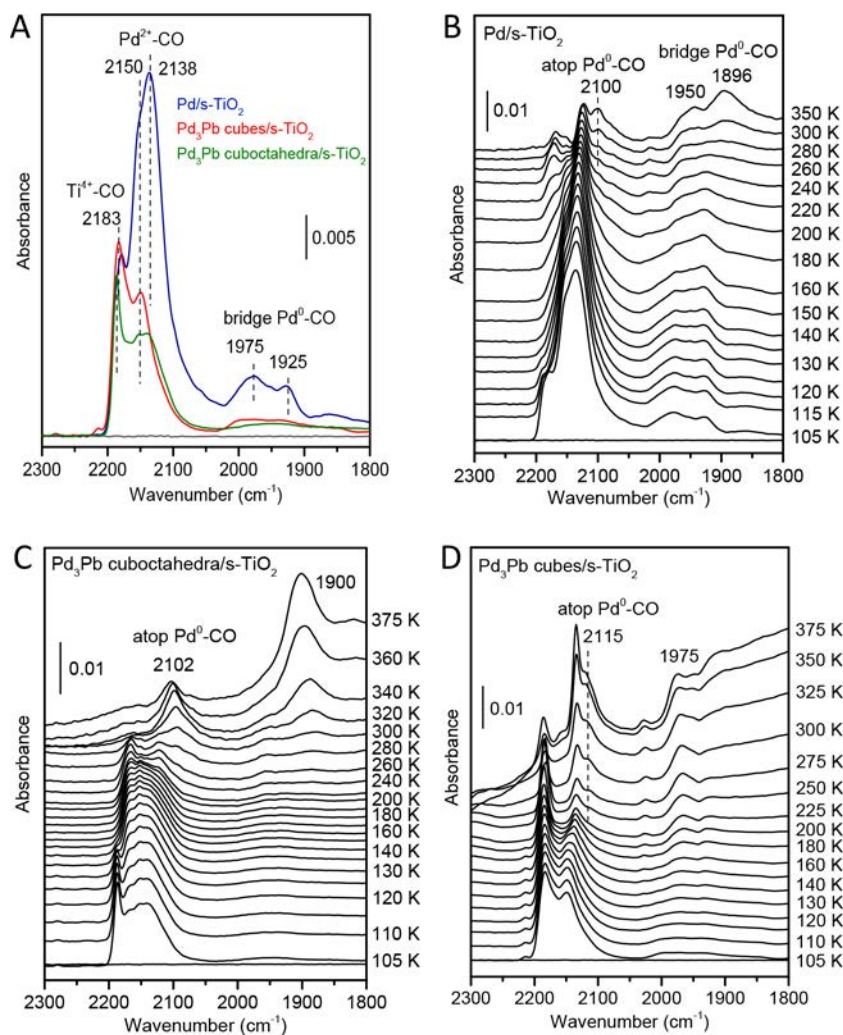 A
Pd²⁺-CO
2150
2138
Pd/s-TiO₂
Pd₃Pb cubes/s-TiO₂
Pd₃Pb cuboctahedra/s-TiO₂
Ti⁴⁺-CO
2183
0.005
bridge Pd⁰-CO
1975
1925
Absorbance
2300 2200 2100 2000 1900 1800
Wavenumber (cm⁻¹)
B
Pd/s-TiO₂
atop Pd⁰-CO
2100
bridge Pd⁰-CO
1950
1896
0.01
350 K
300 K
280 K
260 K
240 K
220 K
200 K
180 K
160 K
150 K
140 K
130 K
120 K
115 K
105 K
Absorbance
2300 2200 2100 2000 1900 1800
Wavenumber (cm⁻¹)
C
Pd₃Pb cuboctahedra/s-TiO₂
1900
atop Pd⁰-CO
2102
0.01
375 K
360 K
340 K
320 K
300 K
280 K
260 K
240 K
200 K
180 K
160 K
140 K
130 K
120 K
110 K
105 K
Absorbance
2300 2200 2100 2000 1900 1800
Wavenumber (cm⁻¹)
D
Pd₃Pb cubes/s-TiO₂
atop Pd⁰-CO
2115
1975
0.01
375 K
350 K
325 K
300 K
275 K
250 K
225 K
200 K
180 K
160 K
140 K
130 K
120 K
110 K
105 K
Absorbance
2300 2200 2100 2000 1900 1800
Wavenumber (cm⁻¹)